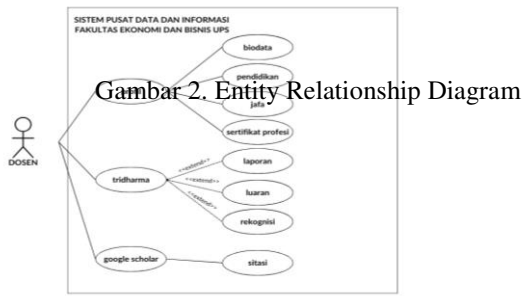 SISTEM PUSAT DATA DAN INFORMASI
FAKULTAS EKONOMI DAN BISNIS UPS
biodata
pendidikan
Gambar 2. Entity Relationship Diagram
jafa
sertifikat profesi
DOSEN
tridharma
<<extend>>
<<extend>>
<<extend>>
laporan
luaran
rekognisi
google scholar
sitasi